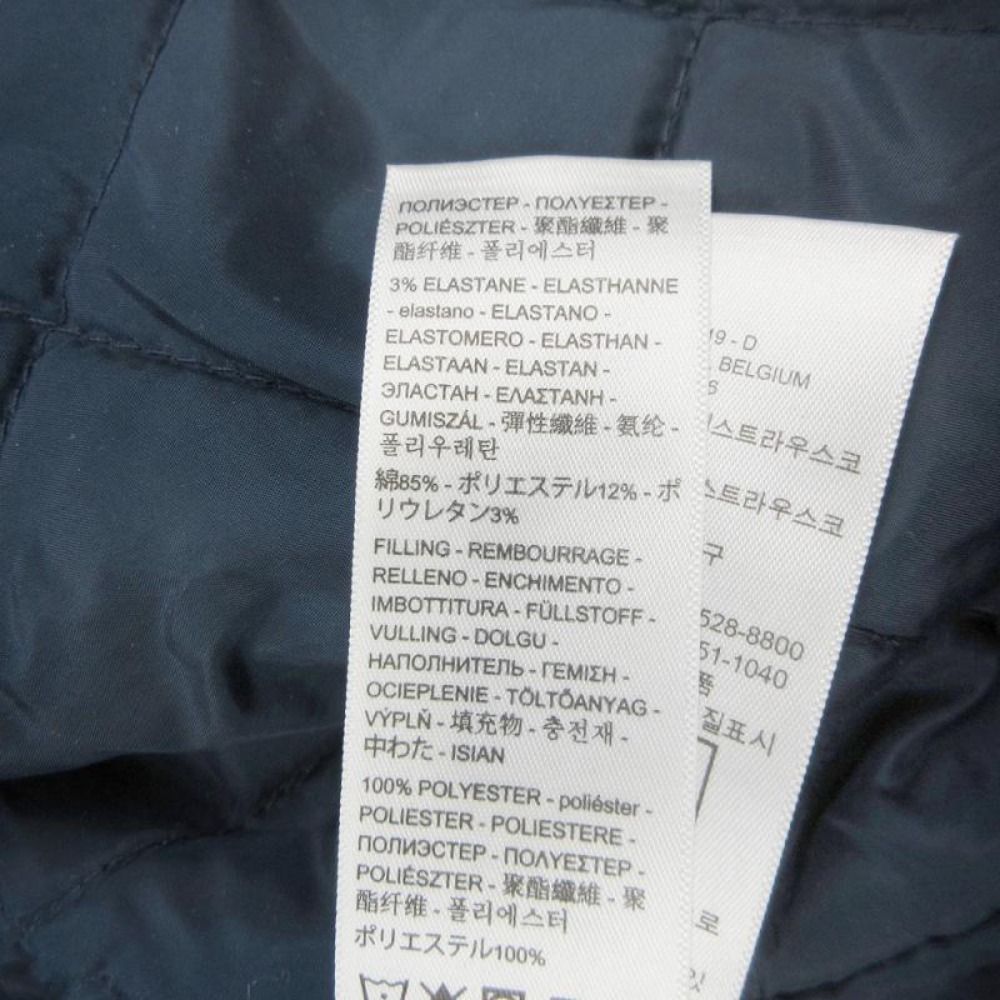 ПОЛИЭСТЕР - ΠΟΛΥΕΣΤΕΡ -
POLIÉSZTER - 聚酯纖維 - 聚
酯纤维 - 폴리에스터
3% ELASTANE - ELASTHANNE
- elastano - ELASTANO -
ELASTOMERO - ELASTHAN -
ELASTAAN - ELASTAN -
ЭЛАСТАН - ΕΛΑΣΤΑΝΗ -
GUMISZÁL - 彈性纖維 - 氨纶 -
폴리우레탄
綿85% - ポリエステル12% - ポ
リウレタン3%
FILLING - REMBOURRAGE -
RELLENO - ENCHIMENTO -
IMBOTTITURA - FÜLLSTOFF -
VULLING - DOLGU -
НАПОЛНИТЕЛЬ - ΓΕΜΙΣΗ -
OCIEPLENIE - TÖLTŐANYAG -
VÝPLŇ - 填充物 - 충전재 -
中わた - ISIAN
100% POLYESTER - poliéster -
POLIESTER - POLIESTERE -
ПОЛИЭСТЕР - ΠΟΛΥΕΣΤΕΡ -
POLIÉSZTER - 聚酯纖維 - 聚
酯纤维 - 폴리에스터
ポリエステル100%
19 - D
BELGIUM
6
스트라우스코
스트라우스코
구
528-8800
51-1040
품
질표시
로